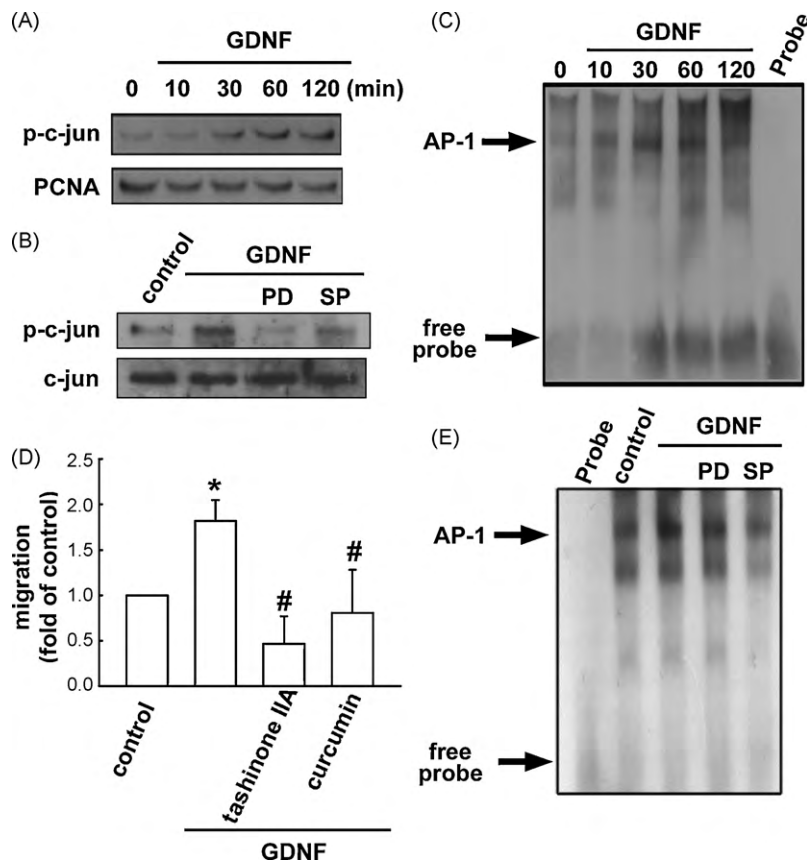 (A)
GDNF
0 10 30 60 120 (min)
p-c-jun
PCNA
(B)
control
GDNF
PD SP
p-c-jun
c-jun
(C)
GDNF
0 10 30 60 120
Probe
AP-1
free
probe
(D)
migration
(fold of control)
2.5
2.0
1.5
1.0
0.5
0.0
*
#
#
control
tashinone IIA
curcumin
GDNF
(E)
Probe
control
GDNF
PD SP
AP-1
free
probe